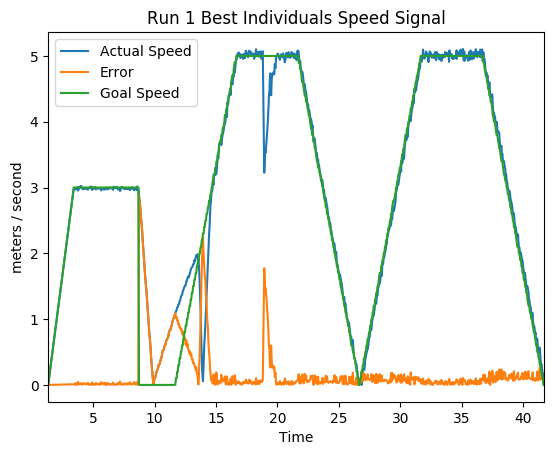 Run 1 Best Individuals Speed Signal
Actual Speed
Error
Goal Speed
meters / second
5
4
3
2
1
0
5 10 15 20 25 30 35 40
Time